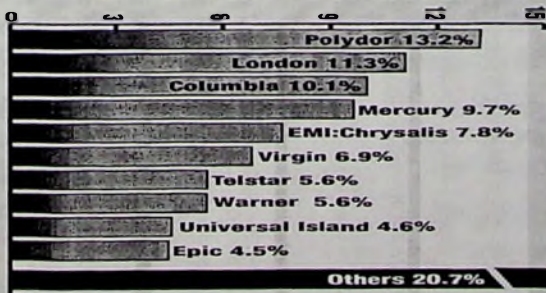 0 3 6 9 12 15
Polydor 13.2%
London 11.3%
Columbia 10.1%
Mercury 9.7%
EMI:Chrysalis 7.8%
Virgin 6.9%
Telstar 5.6%
Warner 5.6%
Universal Island 4.6%
Epic 4.5%
Others 20.7%